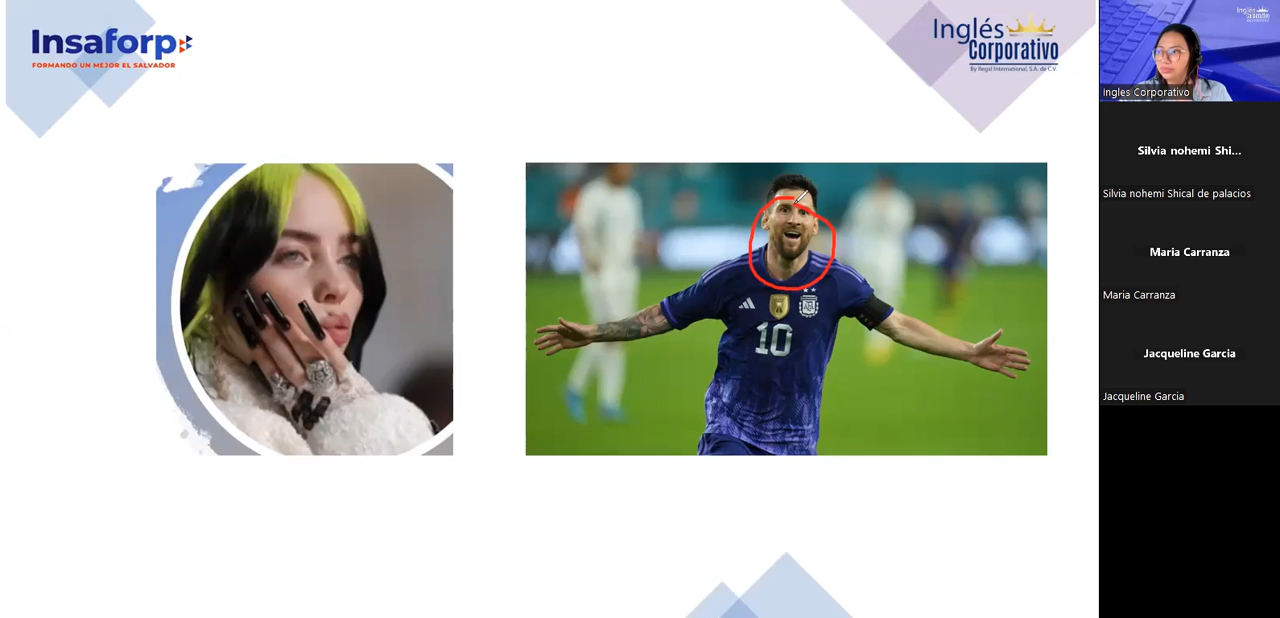 Insaforp
FORMANDO UN MEJOR EL SALVADOR
Inglés
Corporativo
By Regal International, S.A. de C.V.
10
Ingles Corporativo
Silvia nohemi Shi...
Silvia nohemi Shical de palacios
Maria Carranza
Maria Carranza
Jacqueline Garcia
Jacqueline Garcia